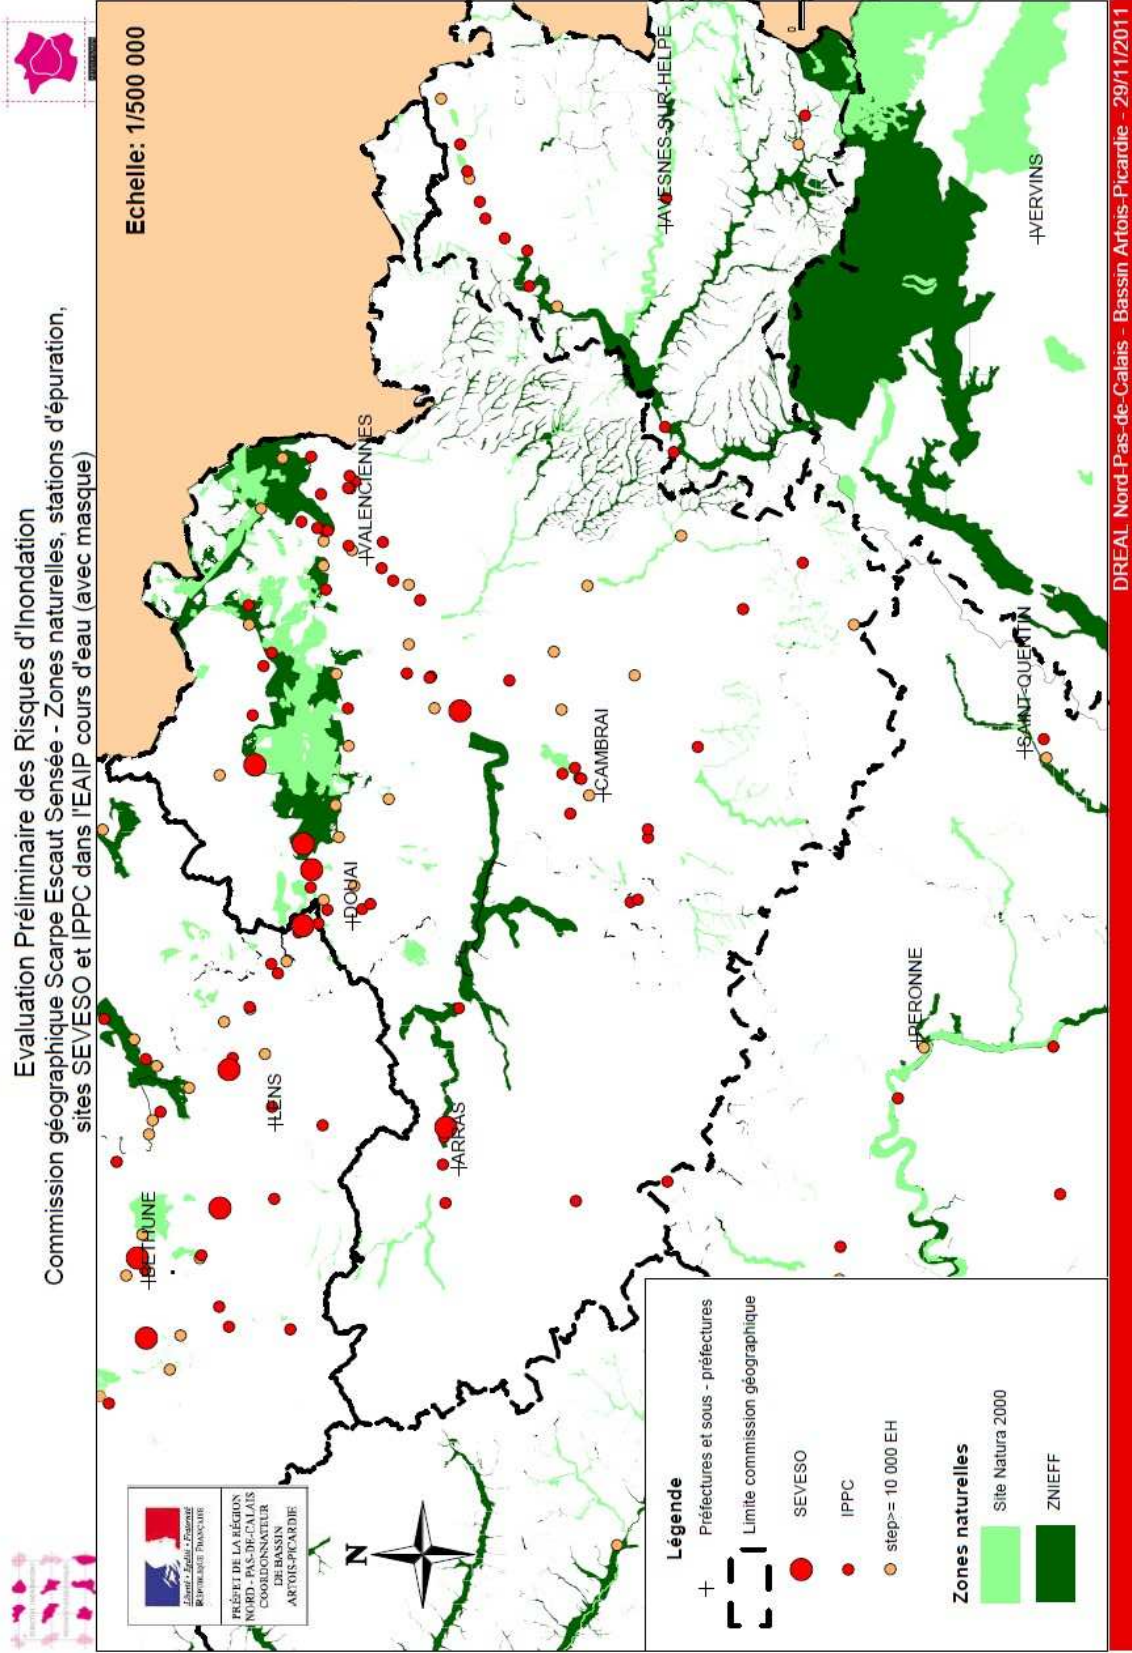 Evaluation Préliminaire des Risques d'Inondation
Commission géographique Scarpe Escaut Sensée - Zones naturelles, stations d'épuration,
sites SEVESO et IPPC dans l'EAIP cours d'eau (avec masque)
Echelle: 1/500 000
Liberté • Égalité • Fraternité
RÉPUBLIQUE FRANÇAISE
PRÉFET DE LA RÉGION
NORD - PAS-DE-CALAIS
COORDONNATEUR
DE BASSIN
ARTOIS-PICARDIE
N
BETHUNE
LENS
DOUAI
VALENCIENNES
ARRAS
CAMBRAI
AVESNES-SUR-HELPE
PERONNE
SAINT-QUENTIN
VERVINS
0
Légende
Préfectures et sous - préfectures
Limite commission géographique
SEVESO
IPPC
step>= 10 000 EH
Zones naturelles
Site Natura 2000
ZNIEFF
DREAL Nord-Pas-de-Calais - Bassin Artois-Picardie - 29/11/2011